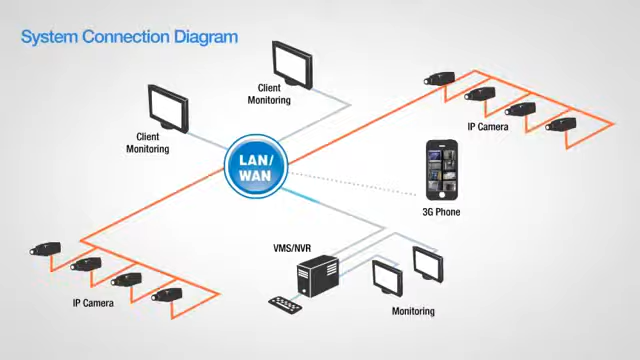 System Connection Diagram
Client
Monitoring
Client
Monitoring
IP Camera
LAN/
WAN
3G Phone
VMS/NVR
IP Camera
Monitoring